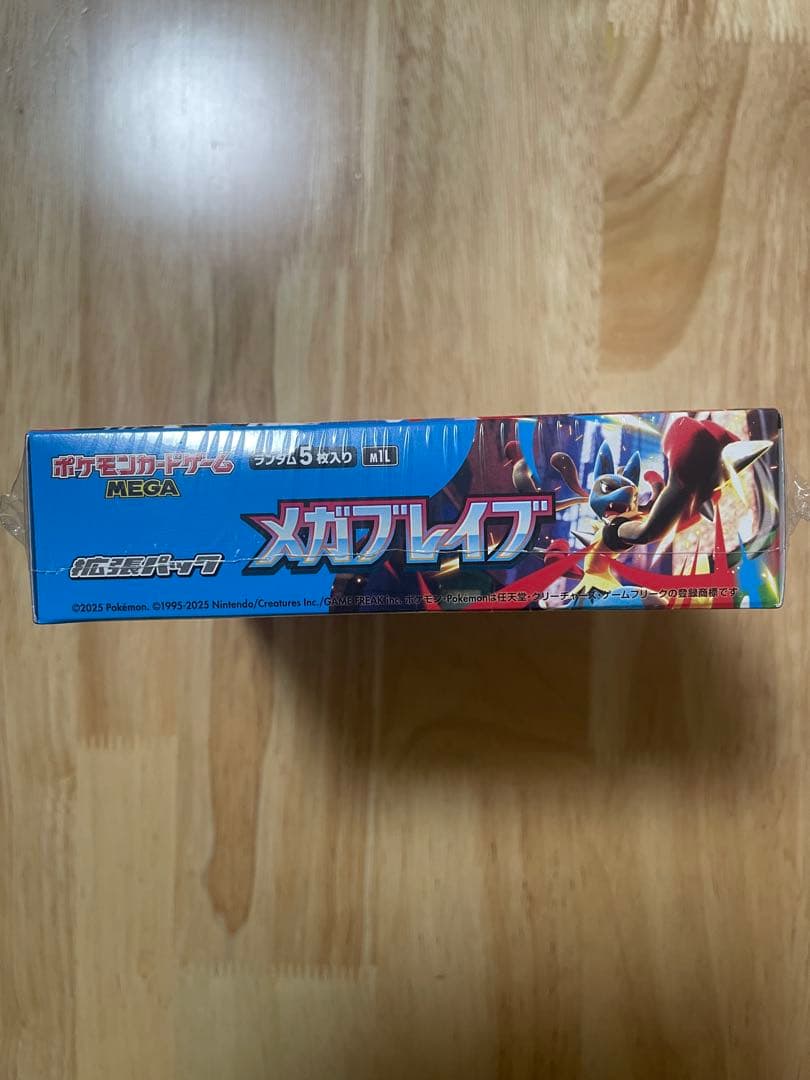 ポケモンカードゲーム
MEGA
ランダム5枚入り M1L
拡張パック
メガブレイブ
©2025 Pokémon. ©1995-2025 Nintendo/Creatures Inc./GAME FREAK inc. ポケモン・Pokémonは任天堂・クリーチャーズ・ゲームフリークの登録商標です